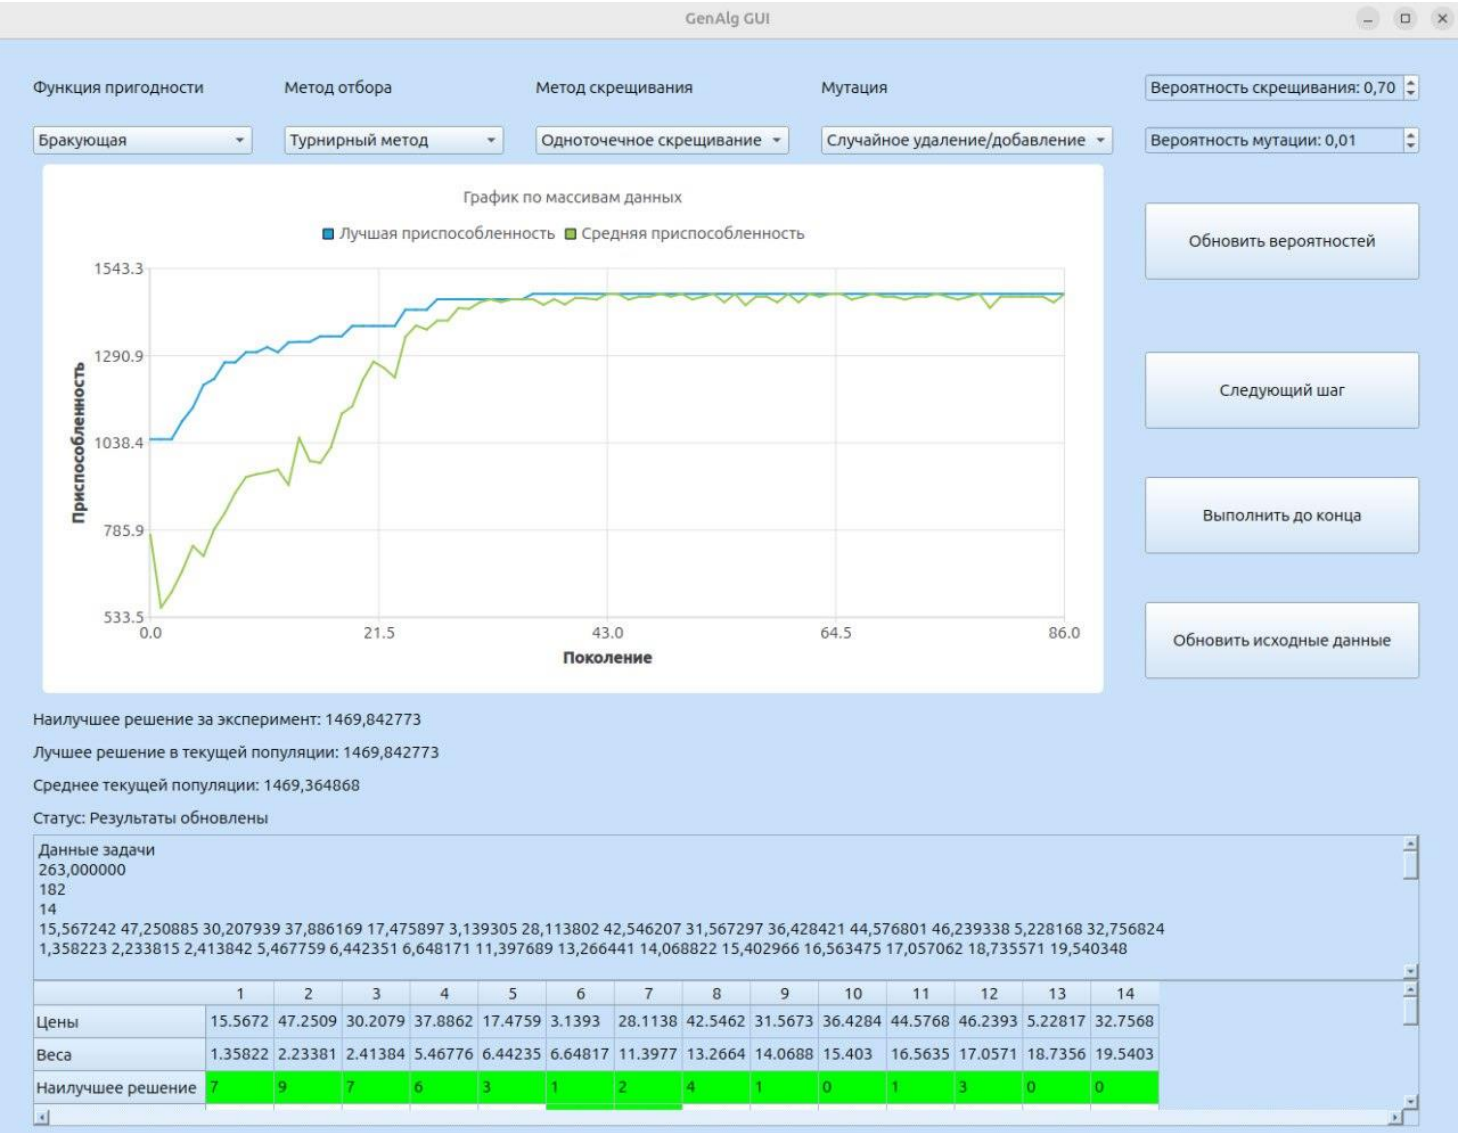 GenAlg GUI
Функция пригодности Метод отбора Метод скрещивания Мутация Вероятность скрещивания: 0,70
Бракующая Турнирный метод Одноточечное скрещивание Случайное удаление/добавление Вероятность мутации: 0,01
График по массивам данных
Лучшая приспособленность Средняя приспособленность
1543.3
1290.9
1038.4
785.9
533.5
Приспособленность
0.0 21.5 43.0 64.5 86.0
Поколение
Обновить вероятностей
Следующий шаг
Выполнить до конца
Обновить исходные данные
Наилучшее решение за эксперимент: 1469,842773
Лучшее решение в текущей популяции: 1469,842773
Среднее текущей популяции: 1469,364868
Статус: Результаты обновлены
Данные задачи
263,000000
182
14
15,567242 47,250885 30,207939 37,886169 17,475897 3,139305 28,113802 42,546207 31,567297 36,428421 44,576801 46,239338 5,228168 32,756824
1,358223 2,233815 2,413842 5,467759 6,442351 6,648171 11,397689 13,266441 14,068822 15,402966 16,563475 17,057062 18,735571 19,540348
1 2 3 4 5 6 7 8 9 10 11 12 13 14
Цены 15.5672 47.2509 30.2079 37.8862 17.4759 3.1393 28.1138 42.5462 31.5673 36.4284 44.5768 46.2393 5.22817 32.7568
Веса 1.35822 2.23381 2.41384 5.46776 6.44235 6.64817 11.3977 13.2664 14.0688 15.403 16.5635 17.0571 18.7356 19.5403
Наилучшее решение 7 9 7 6 3 1 2 4 1 0 1 3 0 0